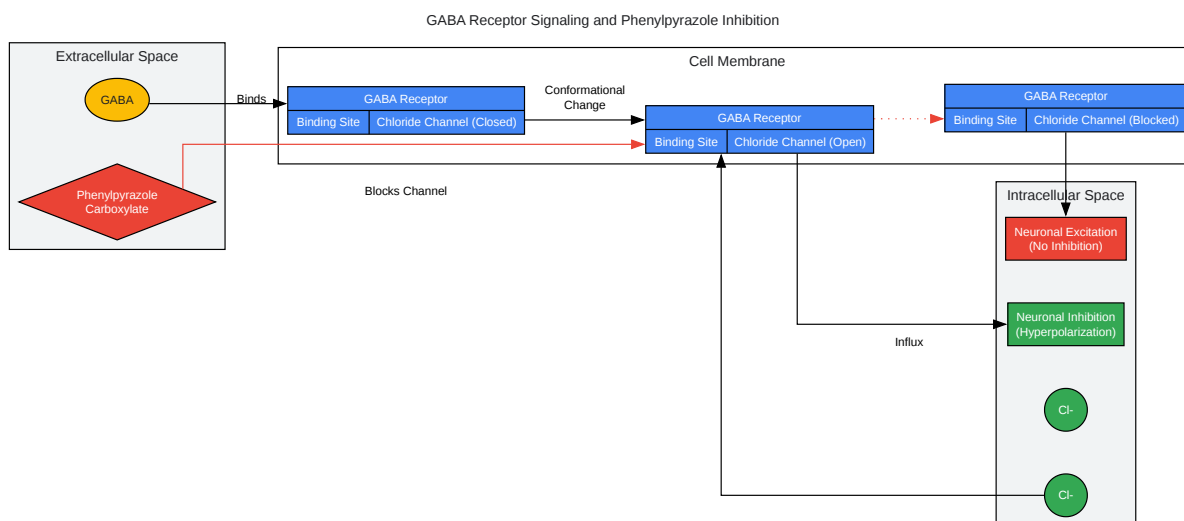 GABA Receptor Signaling and Phenylpyrazole Inhibition
Extracellular Space
GABA
Phenylpyrazole
Carboxylate
Cell Membrane
Binds
GABA Receptor
Binding Site
Chloride Channel (Closed)
Conformational
Change
GABA Receptor
Binding Site
Chloride Channel (Open)
GABA Receptor
Binding Site
Chloride Channel (Blocked)
Blocks Channel
Intracellular Space
Neuronal Excitation
(No Inhibition)
Neuronal Inhibition
(Hyperpolarization)
Influx
Cl-
Cl-